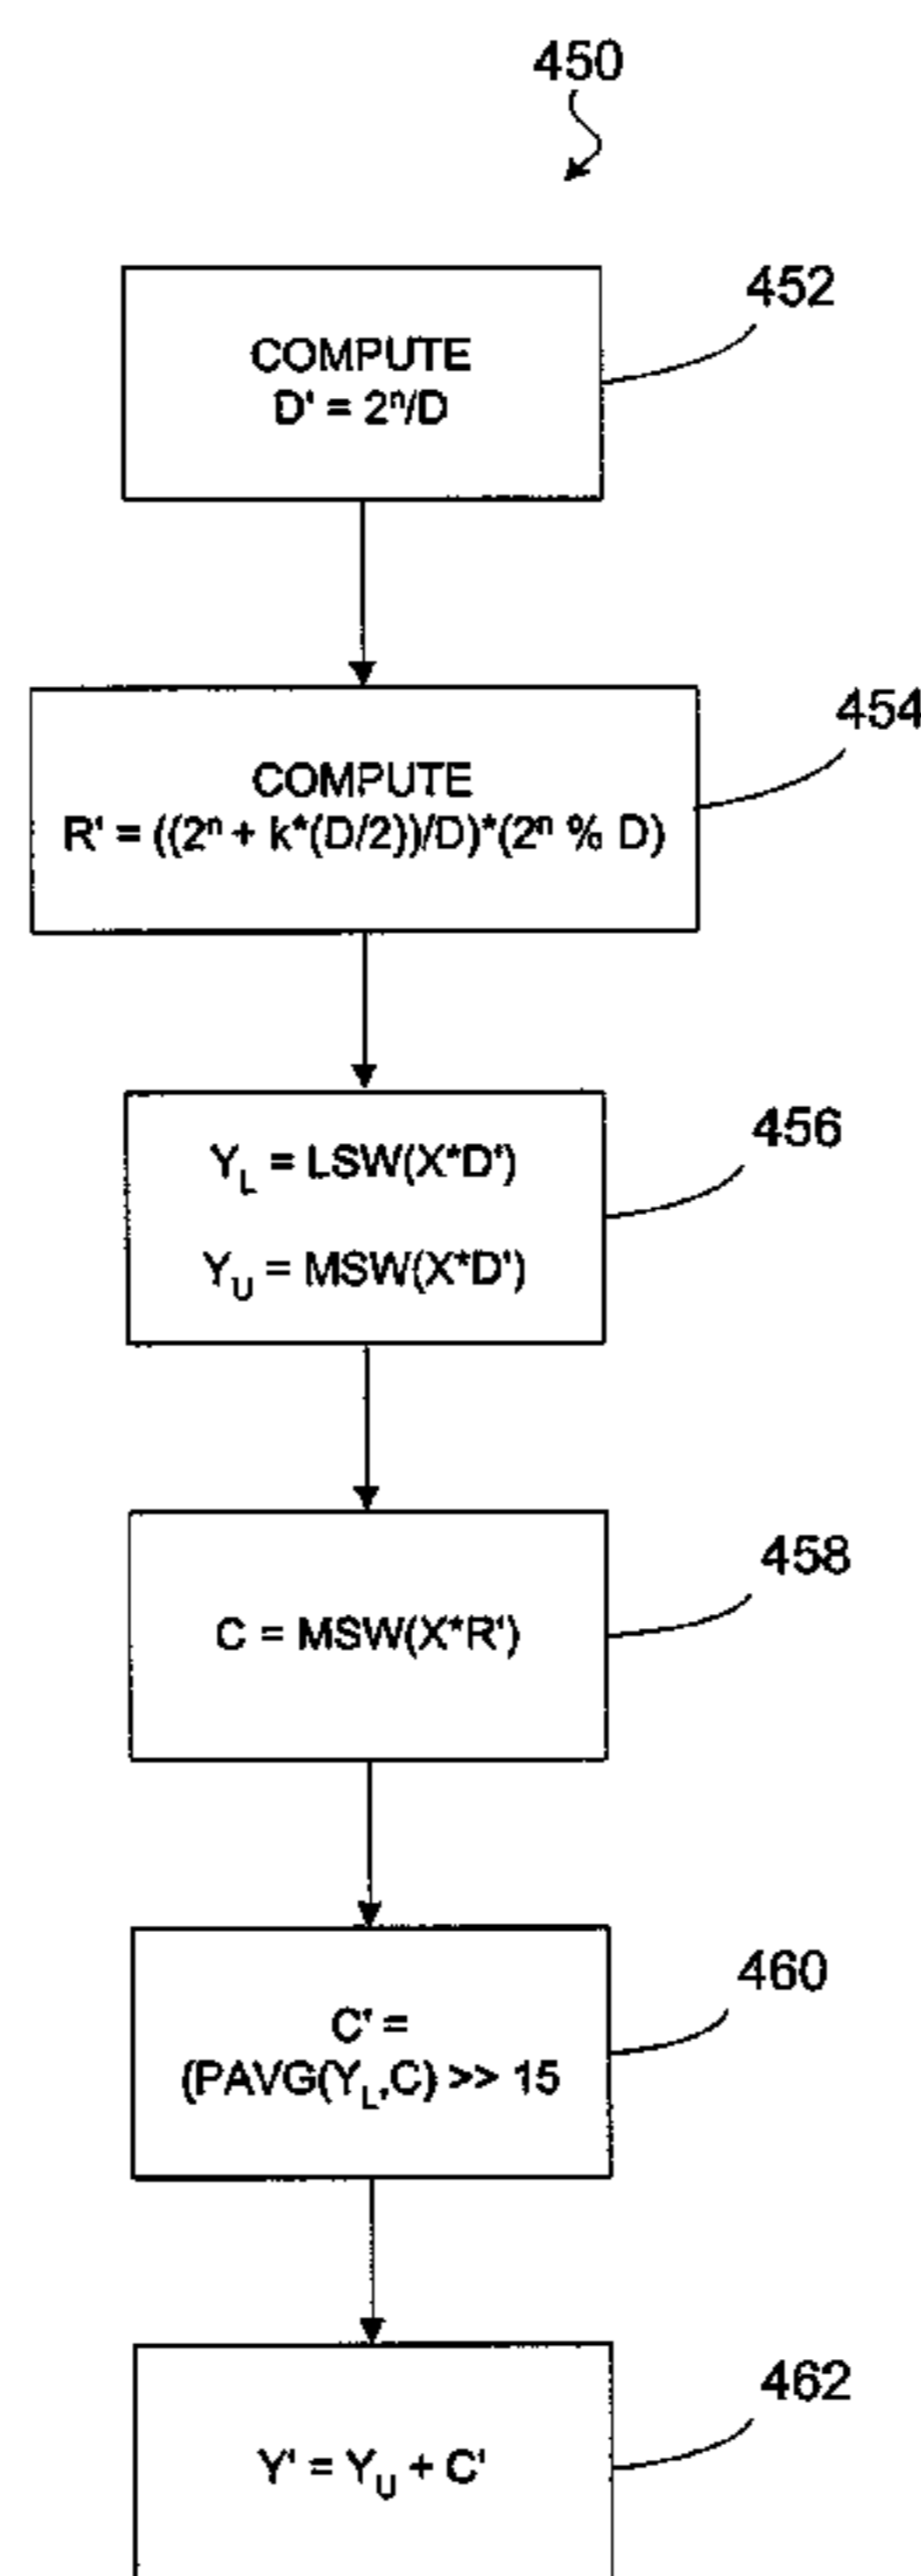 450
452
COMPUTE
D' = 2ⁿ/D
454
COMPUTE
R' = ((2ⁿ + k*(D/2))/D)*(2ⁿ % D)
456
Y_L = LSW(X*D')
Y_U = MSW(X*D')
458
C = MSW(X*R')
460
C' =
(PAVG(Y_L,C) >> 15
462
Y' = Y_U + C'